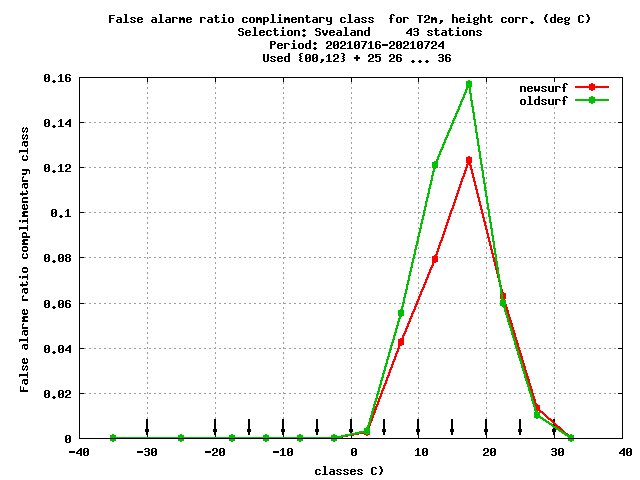 False alarme ratio complimentary class  for T2m, height corr. (deg C)
Selection: Svealand     43 stations
Period: 20210716-20210724
Used {00,12} + 25 26 ... 36
newsurf
oldsurf
False alarme ratio complimentary class
0.16
0.14
0.12
0.1
0.08
0.06
0.04
0.02
0
-40 -30 -20 -10 0 10 20 30 40
classes C)